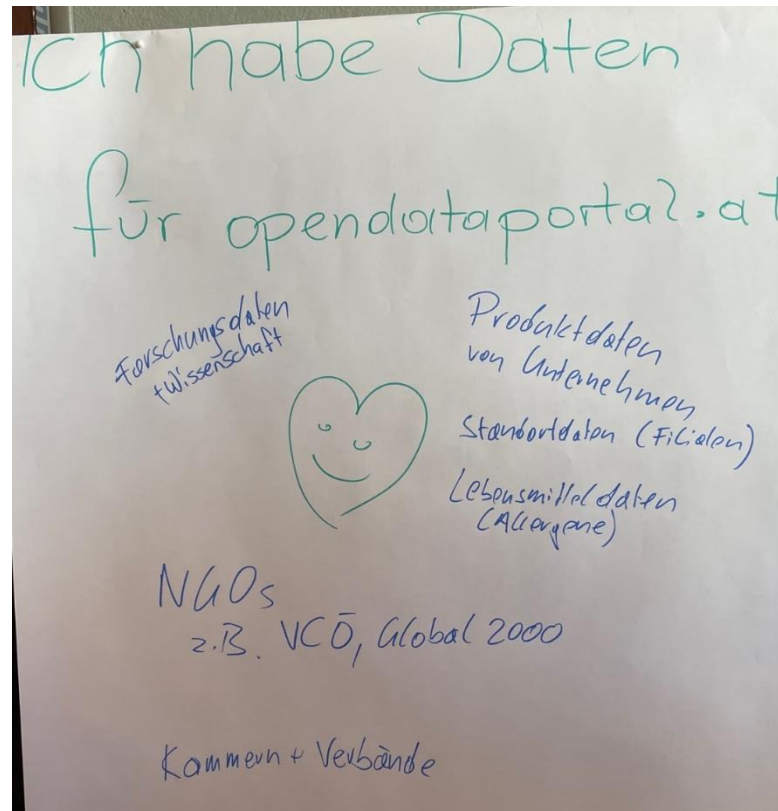 Ich habe Daten
für opendataportal.at
Forschungsdaten
+Wissenschaft
Produktdaten
von Unternehmen
Standortdaten (Filialen)
Lebensmitteldaten
(Allergene)
NGOs
z.B. VCÖ, Global 2000
Kammern + Verbände